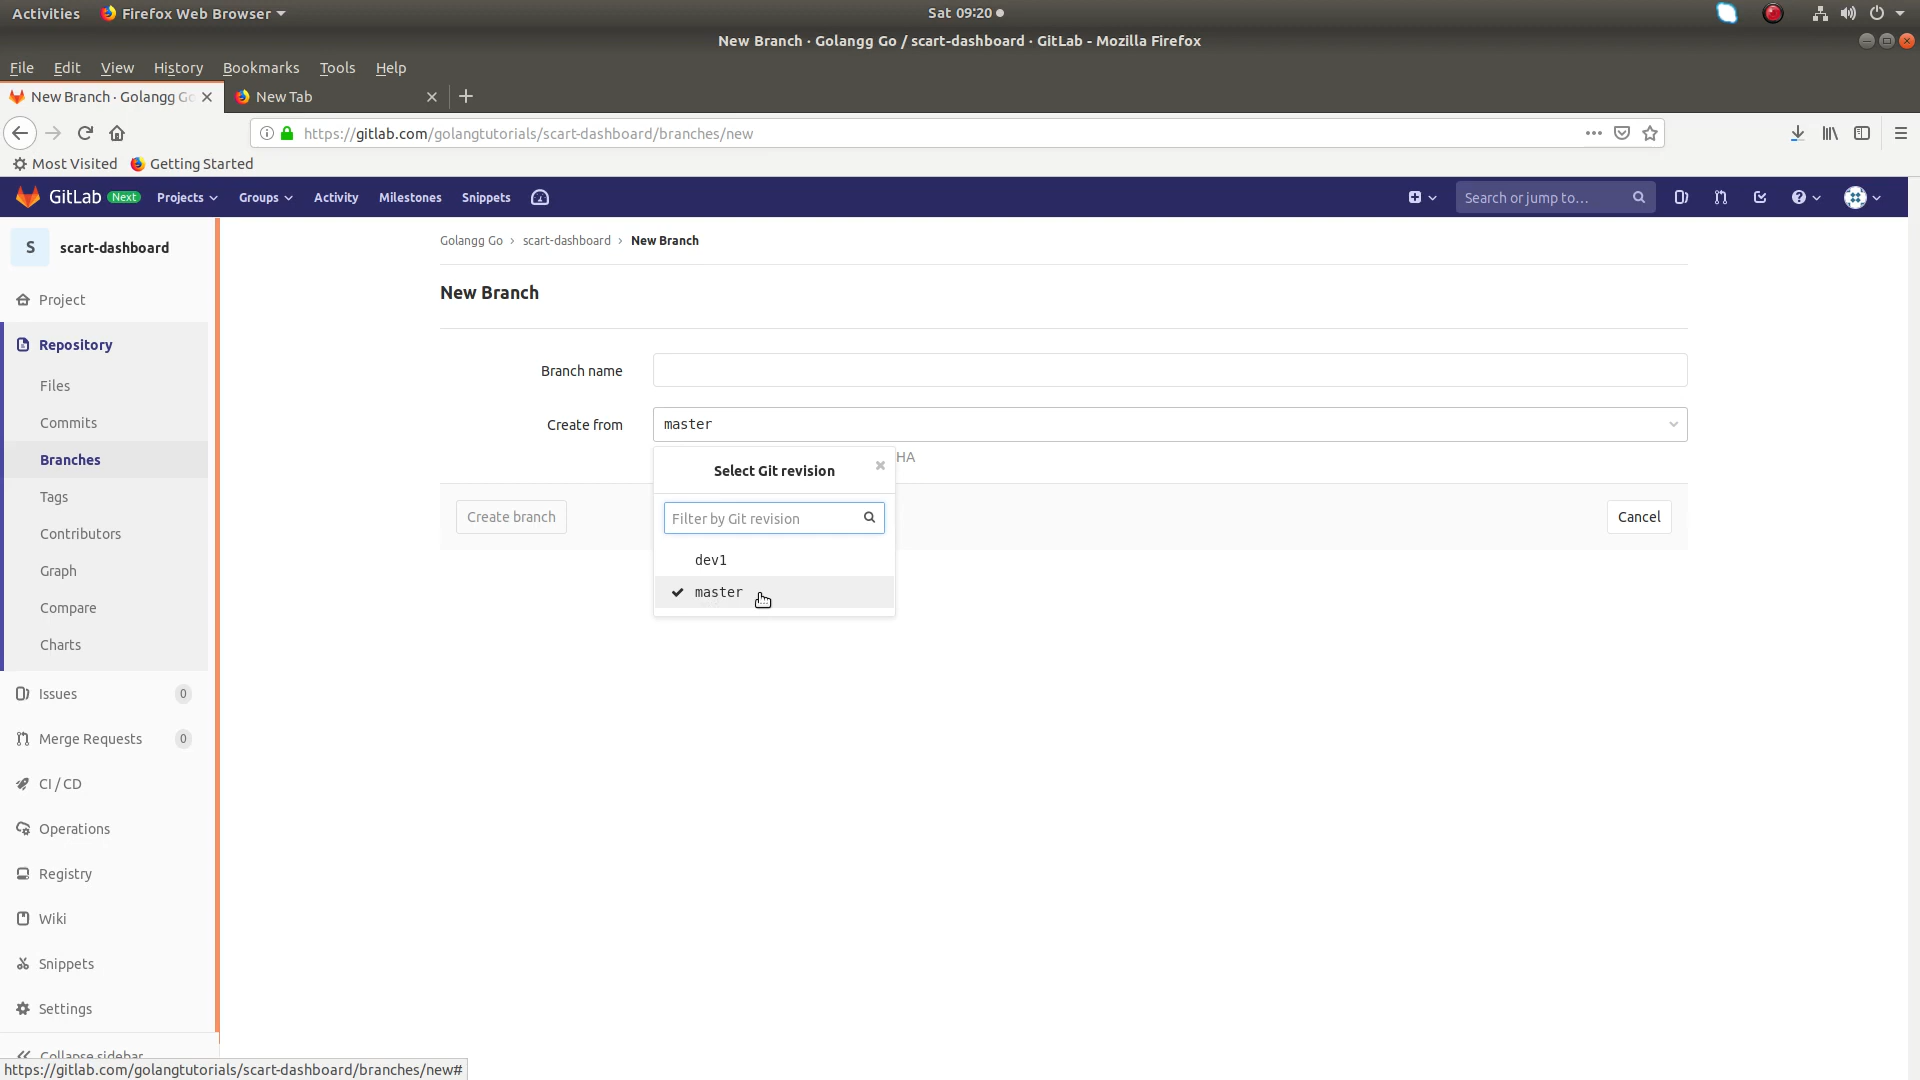 Activities Firefox Web Browser Sat 09:20
New Branch · Golangg Go / scart-dashboard · GitLab - Mozilla Firefox
File Edit View History Bookmarks Tools Help
New Branch · Golangg Go New Tab
https://gitlab.com/golangtutorials/scart-dashboard/branches/new
Most Visited Getting Started
GitLab Next Projects Groups Activity Milestones Snippets Search or jump to…
S scart-dashboard
Project
Repository
Files
Commits
Branches
Tags
Contributors
Graph
Compare
Charts
Issues 0
Merge Requests 0
CI / CD
Operations
Registry
Wiki
Snippets
Settings
Collapse sidebar
Golangg Go › scart-dashboard › New Branch
New Branch
Branch name
Create from master
HA
Select Git revision
Filter by Git revision
dev1
master
Create branch Cancel
https://gitlab.com/golangtutorials/scart-dashboard/branches/new#